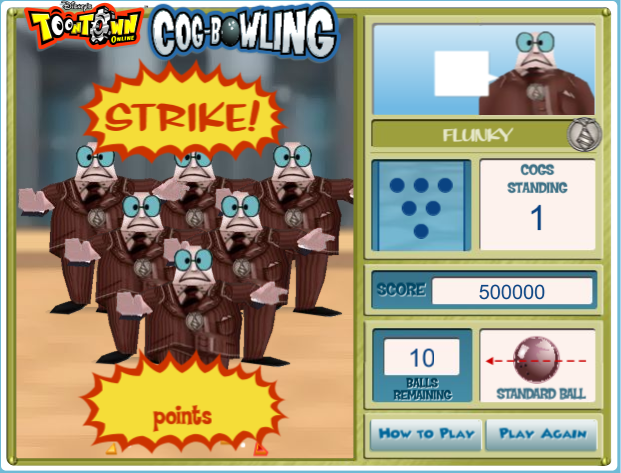 Disney's
TOONTOWN
ONLINE
COG-BOWLING
STRIKE!
FLUNKY
COGS
STANDING
1
SCORE 500000
10
BALLS
REMAINING
STANDARD BALL
points
HOW TO PLAY
PLAY AGAIN